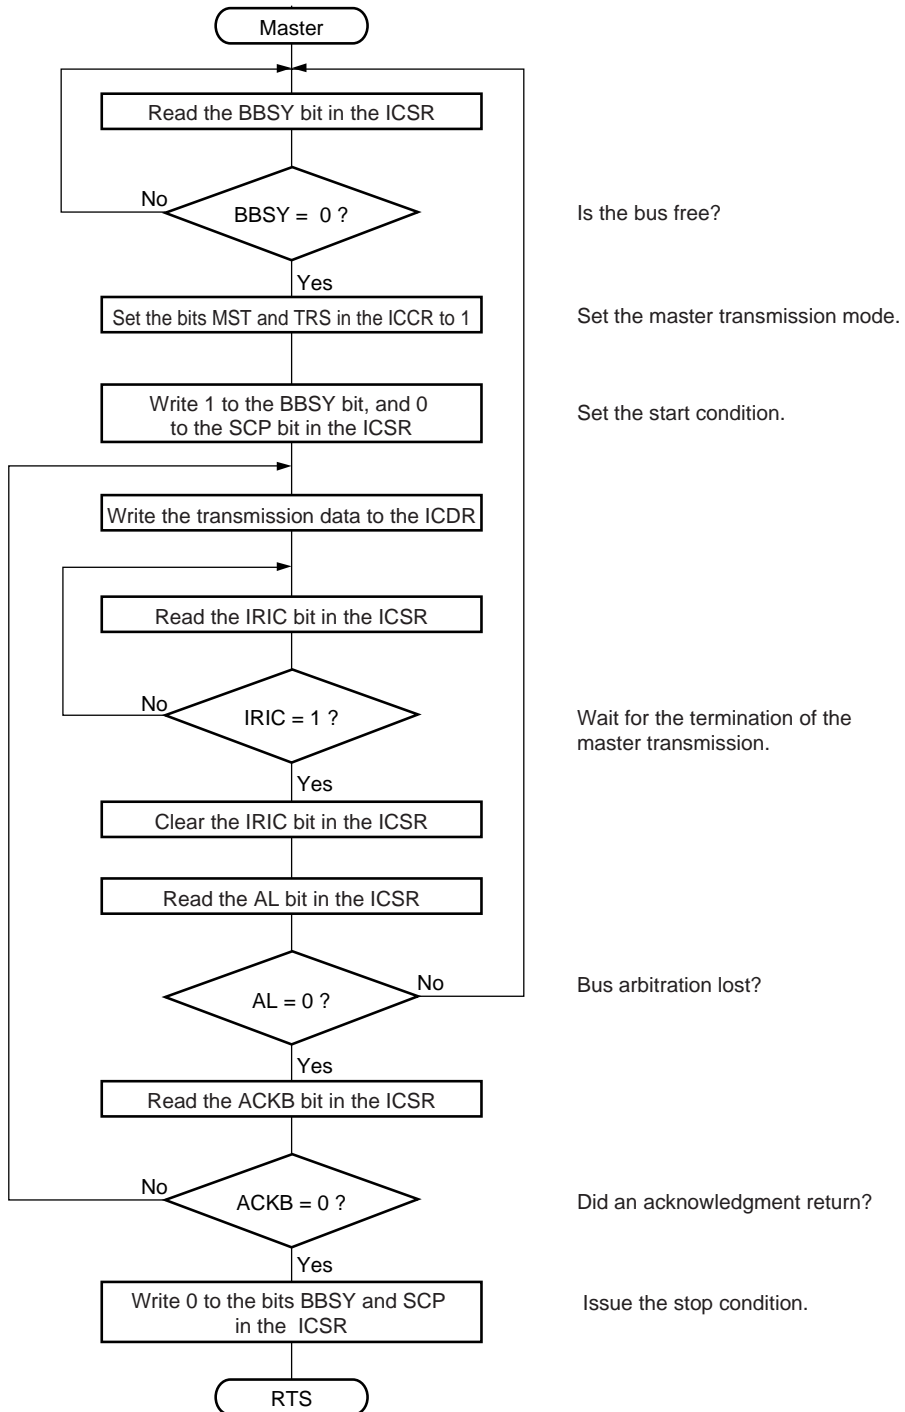 Master
Read the BBSY bit in the ICSR
No
BBSY = 0 ?
Is the bus free?
Yes
Set the bits MST and TRS in the ICCR to 1
Set the master transmission mode.
Write 1 to the BBSY bit, and 0
to the SCP bit in the ICSR
Set the start condition.
Write the transmission data to the ICDR
Read the IRIC bit in the ICSR
No
IRIC = 1 ?
Wait for the termination of the
master transmission.
Yes
Clear the IRIC bit in the ICSR
Read the AL bit in the ICSR
AL = 0 ?
No
Bus arbitration lost?
Yes
Read the ACKB bit in the ICSR
No
ACKB = 0 ?
Did an acknowledgment return?
Yes
Write 0 to the bits BBSY and SCP
in the ICSR
Issue the stop condition.
RTS